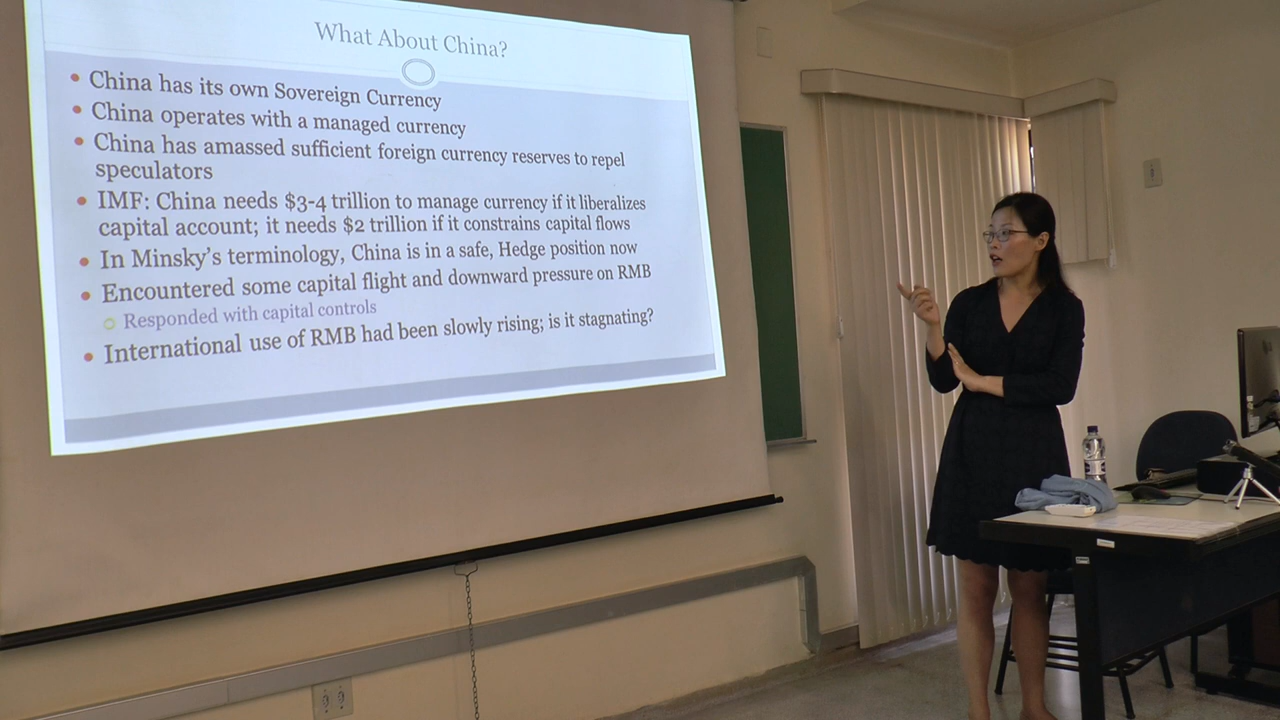 What About China?
• China has its own Sovereign Currency
• China operates with a managed currency
• China has amassed sufficient foreign currency reserves to repel
speculators
• IMF: China needs $3-4 trillion to manage currency if it liberalizes
capital account; it needs $2 trillion if it constrains capital flows
• In Minsky's terminology, China is in a safe, Hedge position now
• Encountered some capital flight and downward pressure on RMB
Responded with capital controls
• International use of RMB had been slowly rising; is it stagnating?